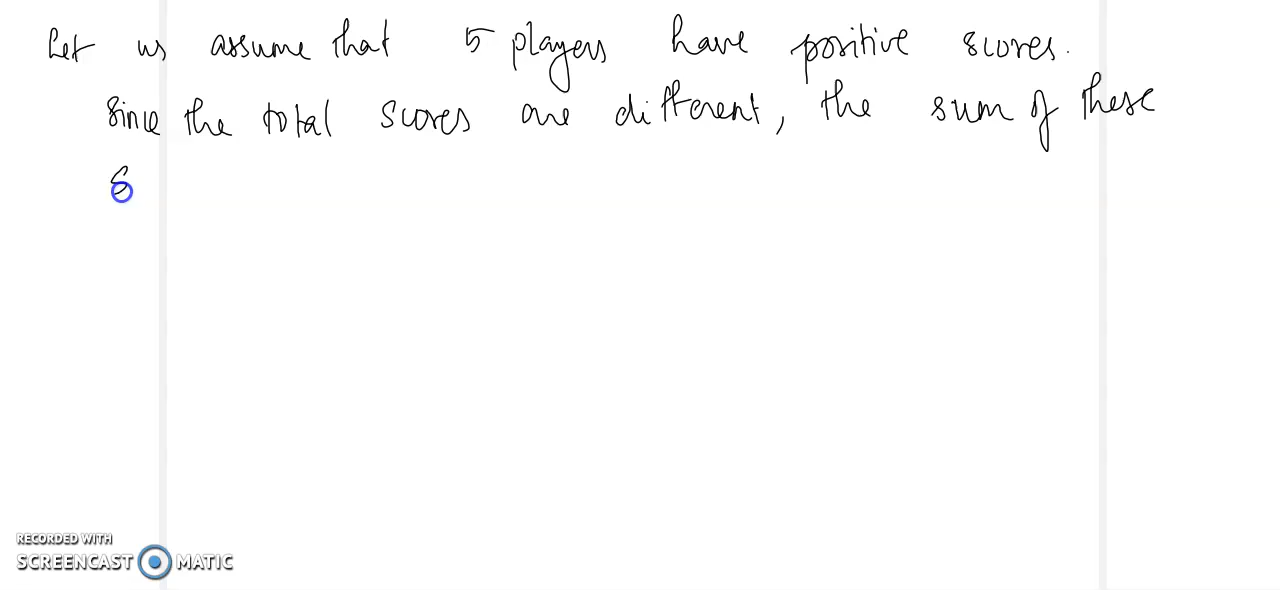 Let us assume that 5 players have positive scores.
Since the total scores are different, the sum of these
S
RECORDED WITH
SCREENCAST MATIC